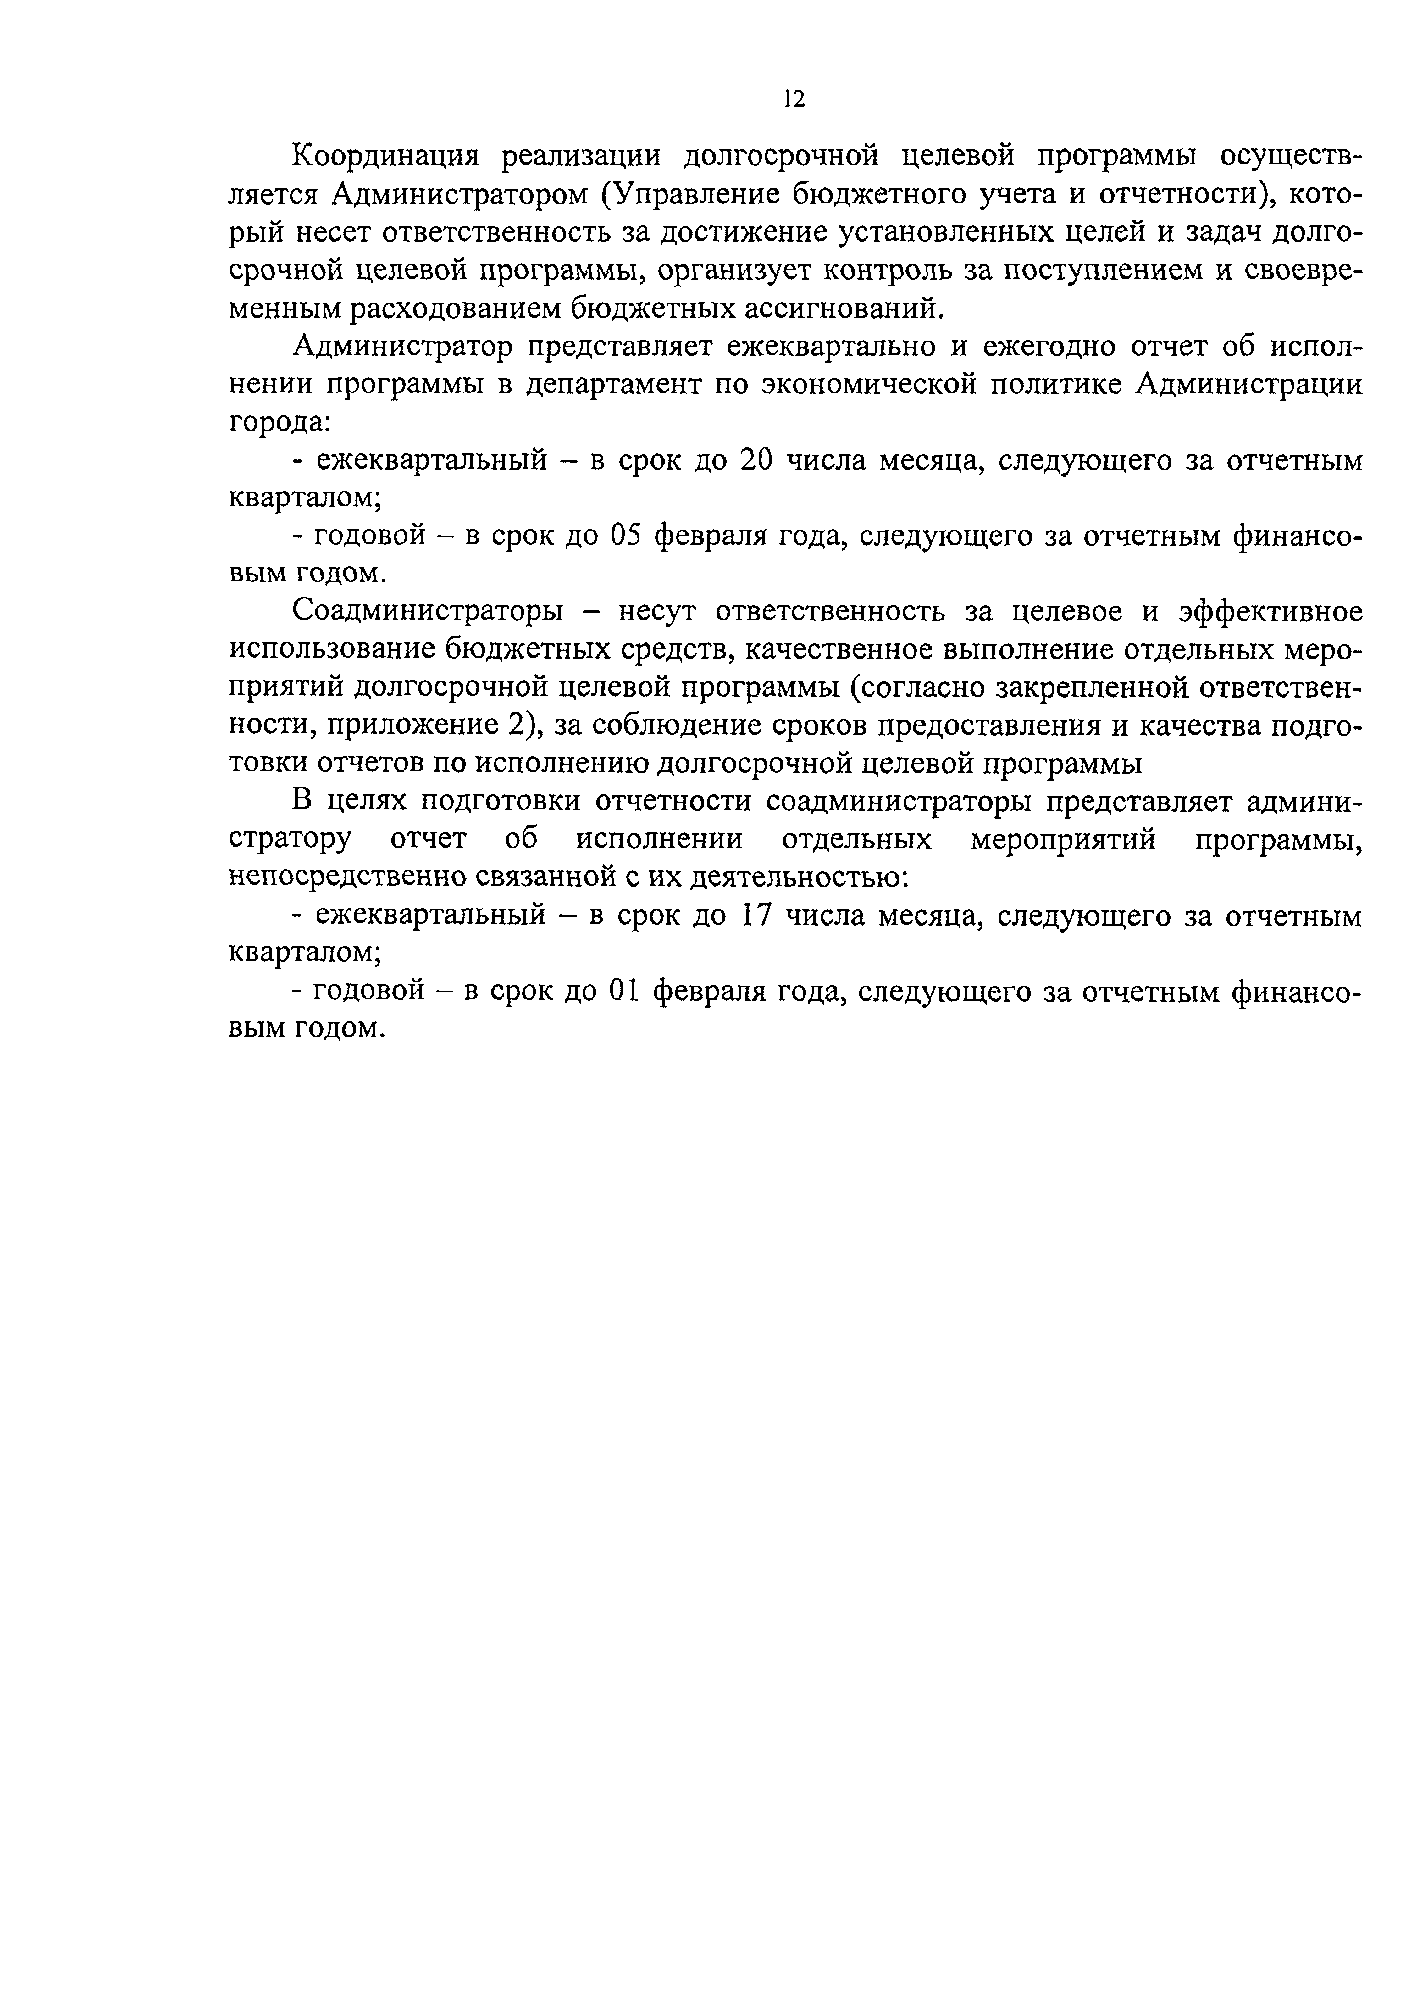 12
Координация реализации долгосрочной целевой программы осуществ-
ляется Администратором (Управление бюджетного учета и отчетности), кото-
рый несет ответственность за достижение установленных целей и задач долго-
срочной целевой программы, организует контроль за поступлением и своевре-
менным расходованием бюджетных ассигнований.
Администратор представляет ежеквартально и ежегодно отчет об испол-
нении программы в департамент по экономической политике Администрации
города:
- ежеквартальный – в срок до 20 числа месяца, следующего за отчетным
кварталом;
- годовой – в срок до 05 февраля года, следующего за отчетным финансо-
вым годом.
Соадминистраторы – несут ответственность за целевое и эффективное
использование бюджетных средств, качественное выполнение отдельных меро-
приятий долгосрочной целевой программы (согласно закрепленной ответствен-
ности, приложение 2), за соблюдение сроков предоставления и качества подго-
товки отчетов по исполнению долгосрочной целевой программы
В целях подготовки отчетности соадминистраторы представляет админи-
стратору отчет об исполнении отдельных мероприятий программы,
непосредственно связанной с их деятельностью:
- ежеквартальный – в срок до 17 числа месяца, следующего за отчетным
кварталом;
- годовой – в срок до 01 февраля года, следующего за отчетным финансо-
вым годом.